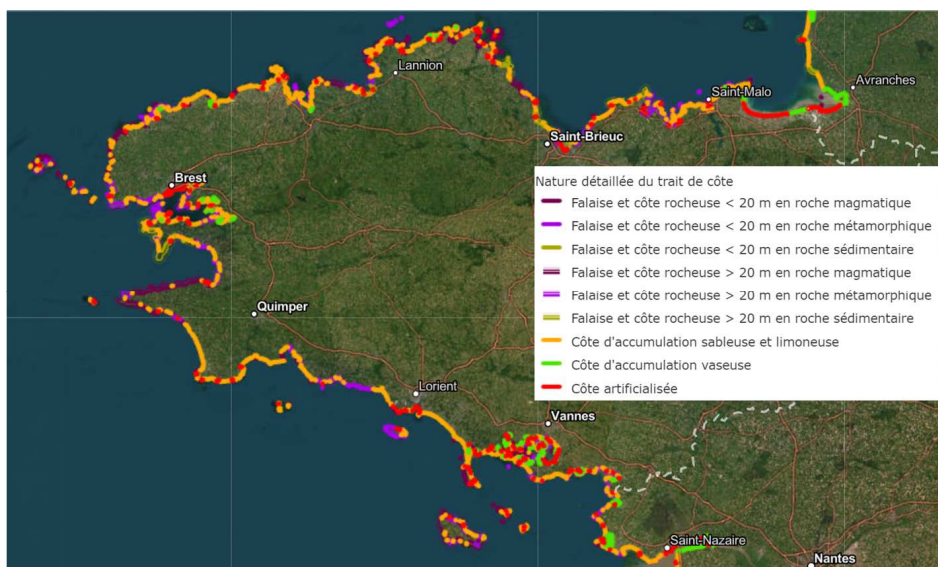 Lannion
Avranches
Saint-Malo
Saint-Brieuc
Brest
Nature détaillée du trait de côte
Falaise et côte rocheuse < 20 m en roche magmatique
Falaise et côte rocheuse < 20 m en roche métamorphique
Falaise et côte rocheuse < 20 m en roche sédimentaire
Falaise et côte rocheuse > 20 m en roche magmatique
Falaise et côte rocheuse > 20 m en roche métamorphique
Falaise et côte rocheuse > 20 m en roche sédimentaire
Côte d'accumulation sableuse et limoneuse
Côte d'accumulation vaseuse
Côte artificialisée
Quimper
Lorient
Vannes
Saint-Nazaire
Nantes